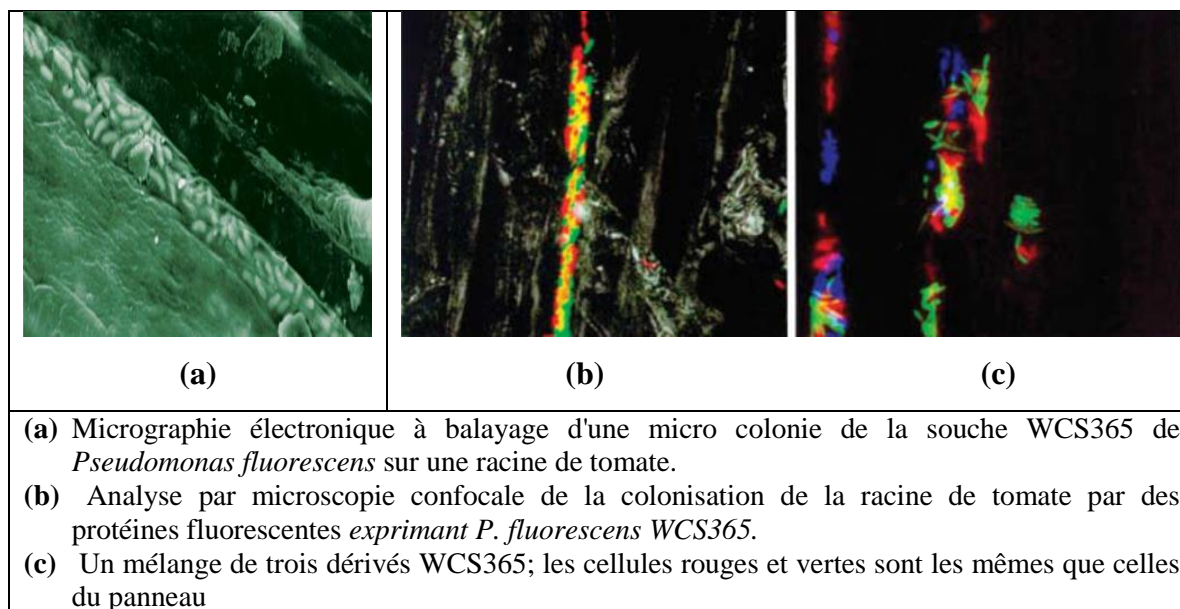 (a)
(b)
(c)
(a) Micrographie électronique à balayage d'une micro colonie de la souche WCS365 de
Pseudomonas fluorescens sur une racine de tomate.
(b) Analyse par microscopie confocale de la colonisation de la racine de tomate par des
protéines fluorescentes exprimant P. fluorescens WCS365.
(c) Un mélange de trois dérivés WCS365; les cellules rouges et vertes sont les mêmes que celles
du panneau